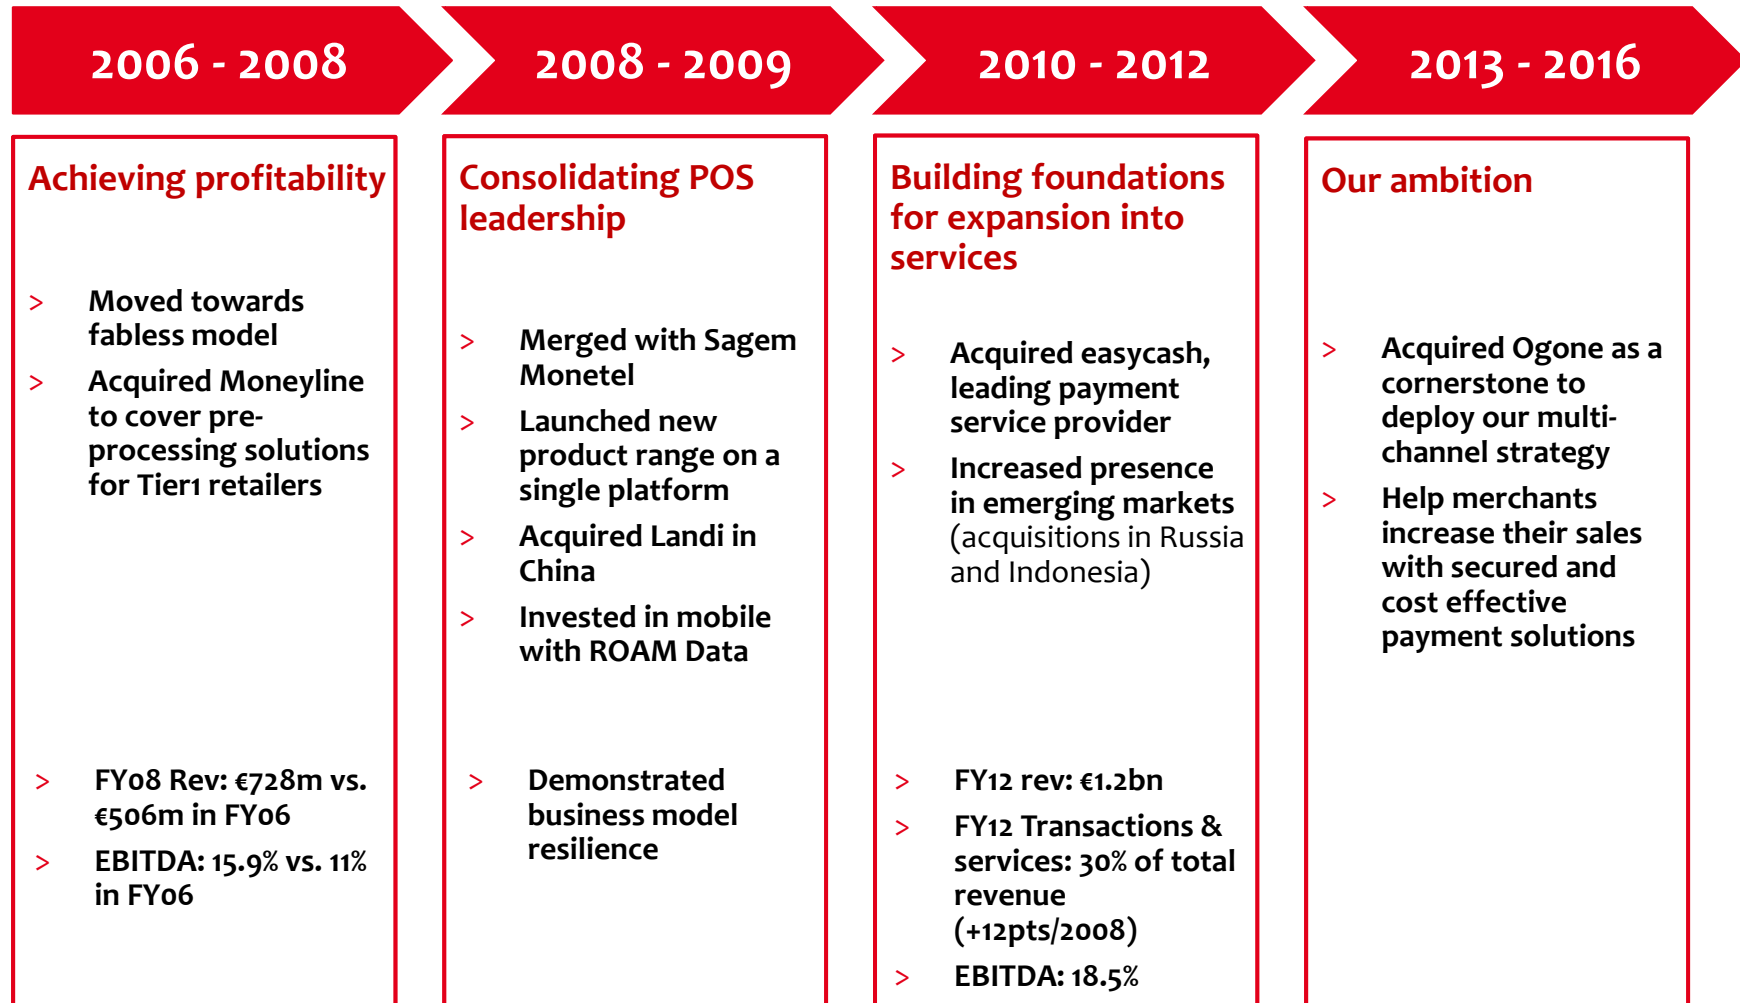 2006 - 2008
2008 - 2009
2010 - 2012
2013 - 2016
Achieving profitability
> Moved towards
fabless model
> Acquired Moneyline
to cover pre-
processing solutions
for Tier1 retailers
> FY08 Rev: €728m vs.
€506m in FY06
> EBITDA: 15.9% vs. 11%
in FY06
Consolidating POS
leadership
> Merged with Sagem
Monetel
> Launched new
product range on a
single platform
> Acquired Landi in
China
> Invested in mobile
with ROAM Data
> Demonstrated
business model
resilience
Building foundations
for expansion into
services
> Acquired easycash,
leading payment
service provider
> Increased presence
in emerging markets
(acquisitions in Russia
and Indonesia)
> FY12 rev: €1.2bn
> FY12 Transactions &
services: 30% of total
revenue
(+12pts/2008)
> EBITDA: 18.5%
Our ambition
> Acquired Ogone as a
cornerstone to
deploy our multi-
channel strategy
> Help merchants
increase their sales
with secured and
cost effective
payment solutions